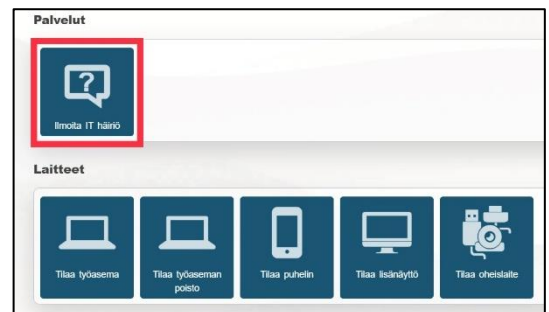 Palvelut
?
Ilmoita IT häiriö
Laitteet
Tilaa työasema
Tilaa työaseman
poisto
Tilaa puhelin
Tilaa lisänäyttö
Tilaa oheislaite